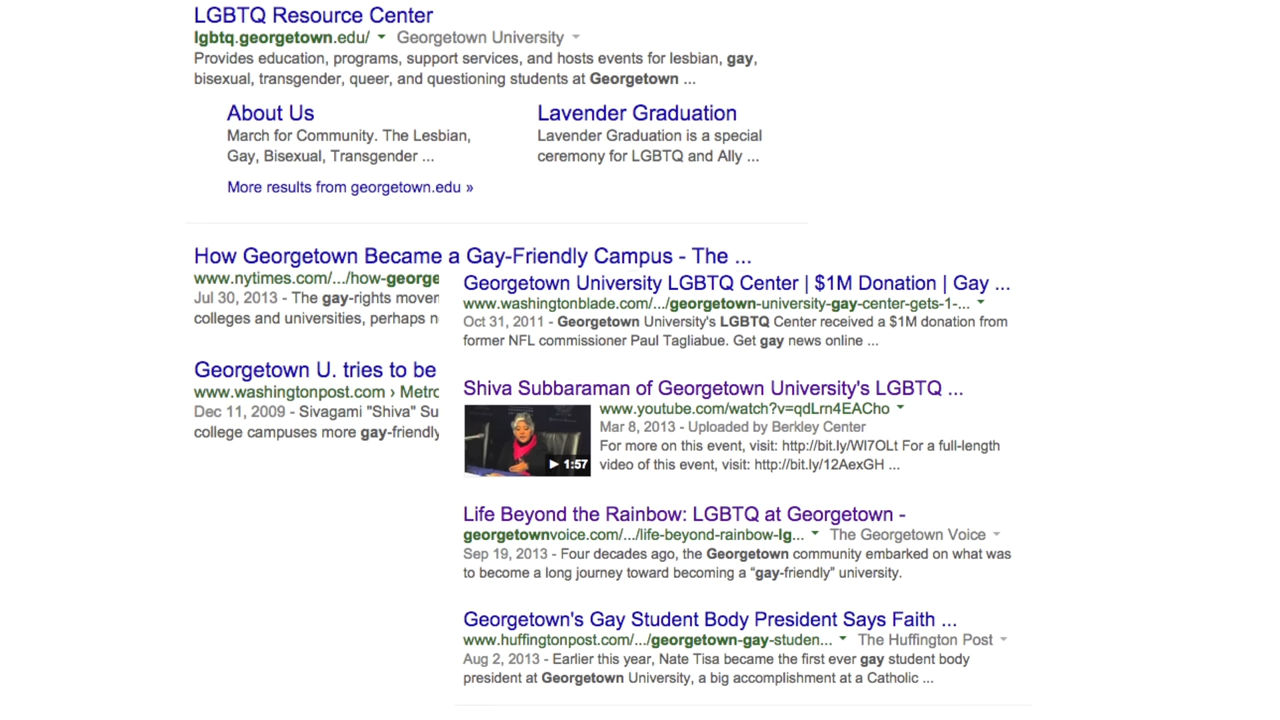 LGBTQ Resource Center
lgbtq.georgetown.edu/ Georgetown University
Provides education, programs, support services, and hosts events for lesbian, gay,
bisexual, transgender, queer, and questioning students at Georgetown ...
About Us
March for Community. The Lesbian,
Gay, Bisexual, Transgender ...
Lavender Graduation
Lavender Graduation is a special
ceremony for LGBTQ and Ally ...
More results from georgetown.edu »
How Georgetown Became a Gay-Friendly Campus - The ...
www.nytimes.com/.../how-george
Jul 30, 2013 - The gay-rights mover
colleges and universities, perhaps n
Georgetown U. tries to be
www.washingtonpost.com › Metro
Dec 11, 2009 - Sivagami "Shiva" Su
college campuses more gay-friendly
Georgetown University LGBTQ Center | $1M Donation | Gay ...
www.washingtonblade.com/.../georgetown-university-gay-center-gets-1-...
Oct 31, 2011 - Georgetown University's LGBTQ Center received a $1M donation from
former NFL commissioner Paul Tagliabue. Get gay news online ...
Shiva Subbaraman of Georgetown University's LGBTQ ...
www.youtube.com/watch?v=qdLrn4EACho
Mar 8, 2013 - Uploaded by Berkley Center
For more on this event, visit: http://bit.ly/WI7OLt For a full-length
video of this event, visit: http://bit.ly/12AexGH ...
1:57
Life Beyond the Rainbow: LGBTQ at Georgetown -
georgetownvoice.com/.../life-beyond-rainbow-lg... The Georgetown Voice
Sep 19, 2013 - Four decades ago, the Georgetown community embarked on what was
to become a long journey toward becoming a “gay-friendly” university.
Georgetown's Gay Student Body President Says Faith ...
www.huffingtonpost.com/.../georgetown-gay-studen... The Huffington Post
Aug 2, 2013 - Earlier this year, Nate Tisa became the first ever gay student body
president at Georgetown University, a big accomplishment at a Catholic ...